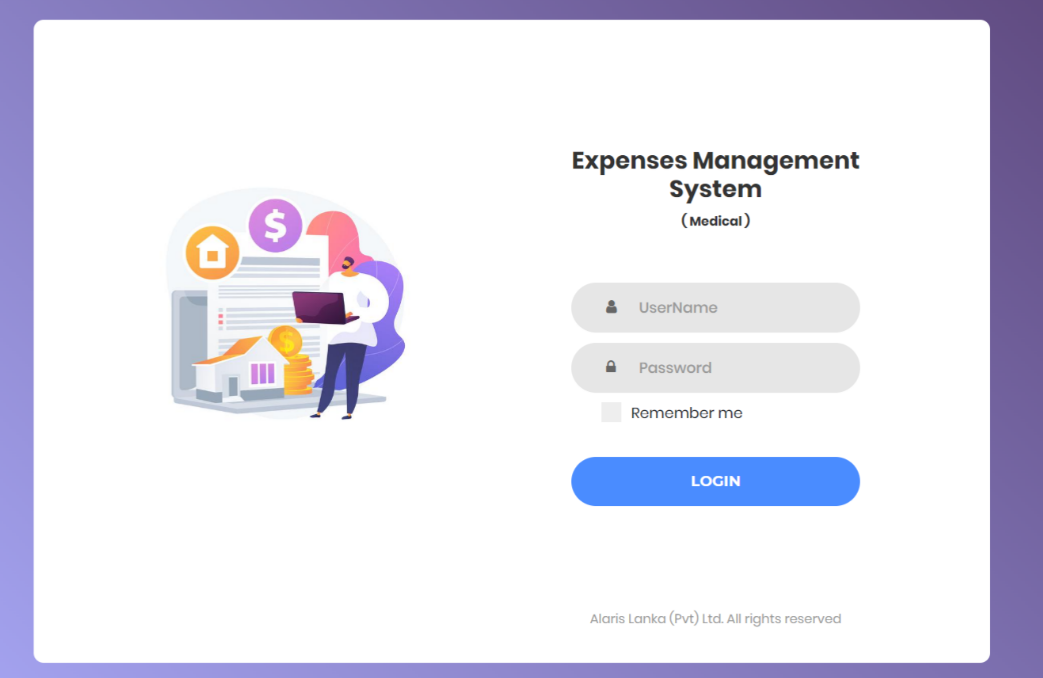 Expenses Management
System
( Medical )
UserName
Password
Remember me
LOGIN
Alaris Lanka (Pvt) Ltd. All rights reserved
$
$